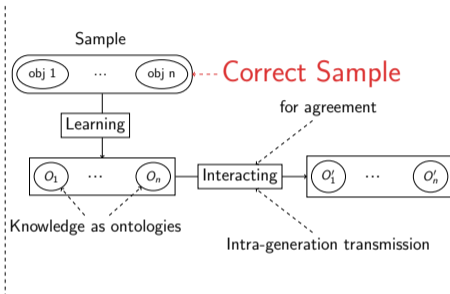 Sample
obj 1 ... obj n
Correct Sample
for agreement
Learning
O₁ ... Oₙ
Interacting
O′₁ ... O′ₙ
Knowledge as ontologies
Intra-generation transmission